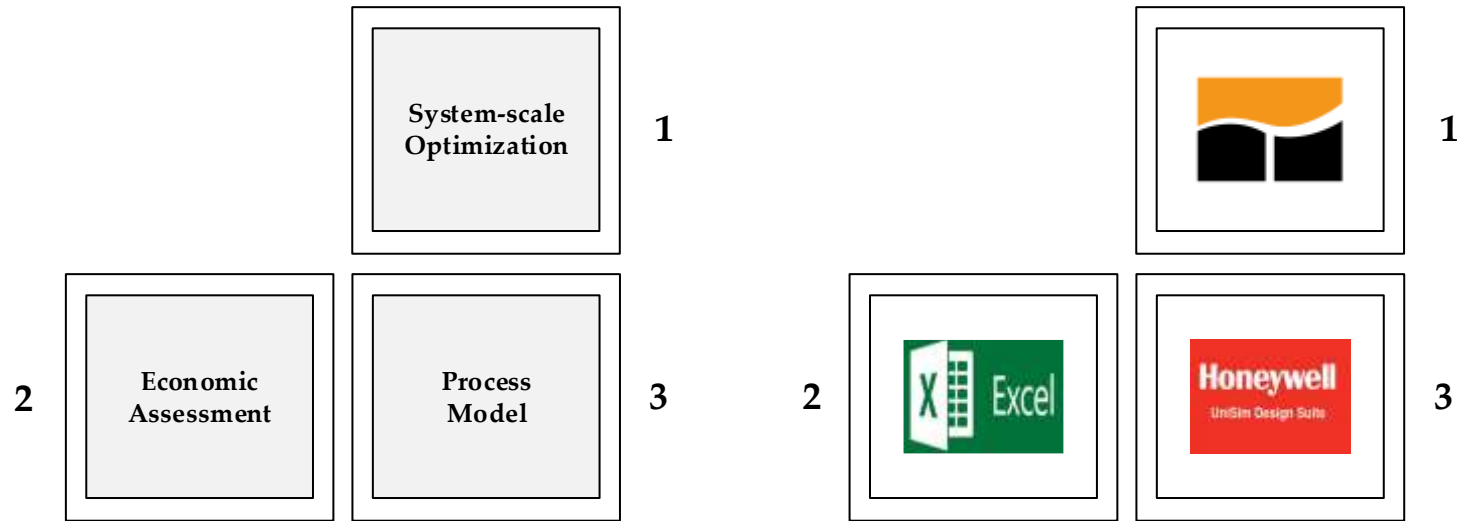 System-scale
Optimization
1
1
2
Economic
Assessment
Process
Model
3
2
X
Excel
Honeywell
UniSim Design Suite
3